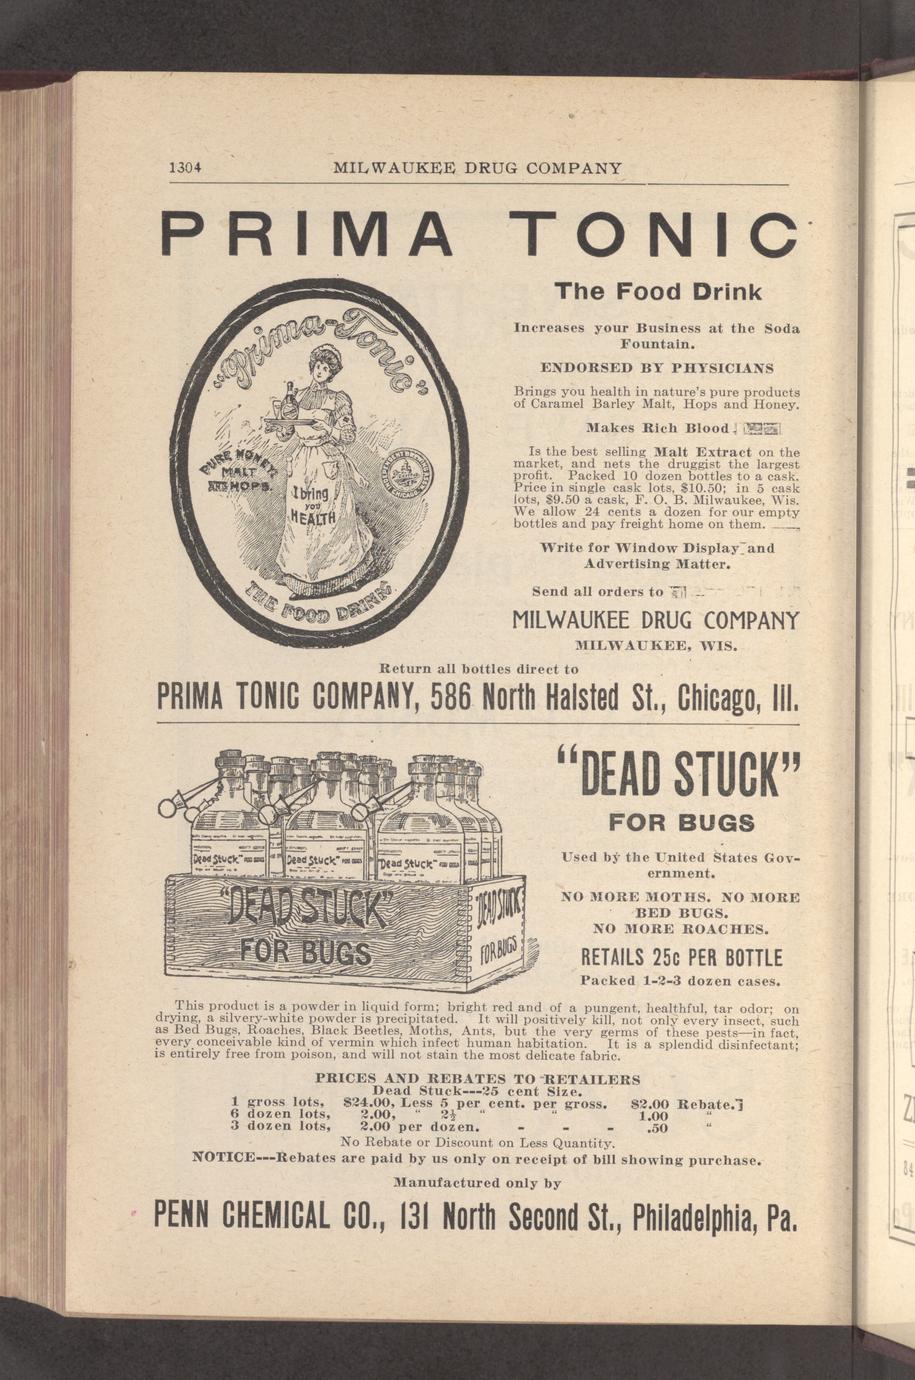 1304 MILWAUKEE DRUG COMPANY
PRIMA TONIC
"Prima-Tonic"
PURE HONEY,
MALT
AND HOPS.
I bring
you
HEALTH
THE FOOD DRINK.
The Food Drink
Increases your Business at the Soda
Fountain.
ENDORSED BY PHYSICIANS
Brings you health in nature's pure products
of Caramel Barley Malt, Hops and Honey.
Makes Rich Blood
Is the best selling Malt Extract on the
market, and nets the druggist the largest
profit. Packed 10 dozen bottles to a cask.
Price in single cask lots, $10.50; in 5 cask
lots, $9.50 a cask, F. O. B. Milwaukee, Wis.
We allow 24 cents a dozen for our empty
bottles and pay freight home on them.
Write for Window Display and
Advertising Matter.
Send all orders to
MILWAUKEE DRUG COMPANY
MILWAUKEE, WIS.
Return all bottles direct to
PRIMA TONIC COMPANY, 586 North Halsted St., Chicago, Ill.
Dead Stuck" FOR BUGS
Dead Stuck" FOR BUGS
"Dead Stuck" FOR BUGS
"DEAD STUCK"
FOR BUGS
"DEAD STUCK"
FOR BUGS
"DEAD STUCK"
FOR BUGS
Used by the United States Gov-
ernment.
NO MORE MOTHS. NO MORE
BED BUGS.
NO MORE ROACHES.
RETAILS 25c PER BOTTLE
Packed 1-2-3 dozen cases.
This product is a powder in liquid form; bright red and of a pungent, healthful, tar odor; on
drying, a silvery-white powder is precipitated. It will positively kill, not only every insect, such
as Bed Bugs, Roaches, Black Beetles, Moths, Ants, but the very germs of these pests—in fact,
every conceivable kind of vermin which infect human habitation. It is a splendid disinfectant;
is entirely free from poison, and will not stain the most delicate fabric.
PRICES AND REBATES TO RETAILERS
Dead Stuck---25 cent Size.
1 gross lots, $24.00, Less 5 per cent. per gross. $2.00 Rebate.
6 dozen lots, 2.00, " 2½ " " 1.00 "
3 dozen lots, 2.00 per dozen. - - - .50 "
No Rebate or Discount on Less Quantity.
NOTICE---Rebates are paid by us only on receipt of bill showing purchase.
Manufactured only by
PENN CHEMICAL CO., 131 North Second St., Philadelphia, Pa.